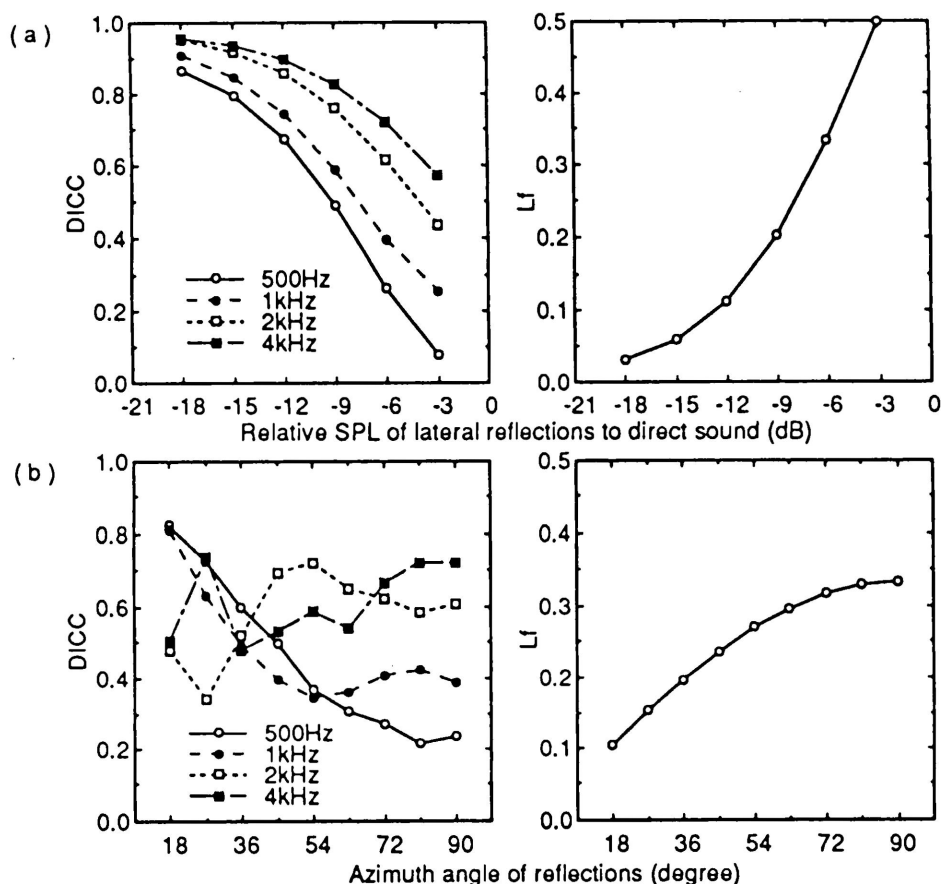 (a)
1.0
0.8
0.6
0.4
0.2
0.0
DICC
500Hz
1kHz
2kHz
4kHz
-21 -18 -15 -12 -9 -6 -3 0
0.5
0.4
0.3
0.2
0.1
0.0
Lf
-21 -18 -15 -12 -9 -6 -3 0
Relative SPL of lateral reflections to direct sound (dB)
(b)
1.0
0.8
0.6
0.4
0.2
0.0
DICC
500Hz
1kHz
2kHz
4kHz
18 36 54 72 90
0.5
0.4
0.3
0.2
0.1
0.0
Lf
18 36 54 72 90
Azimuth angle of reflections (degree)